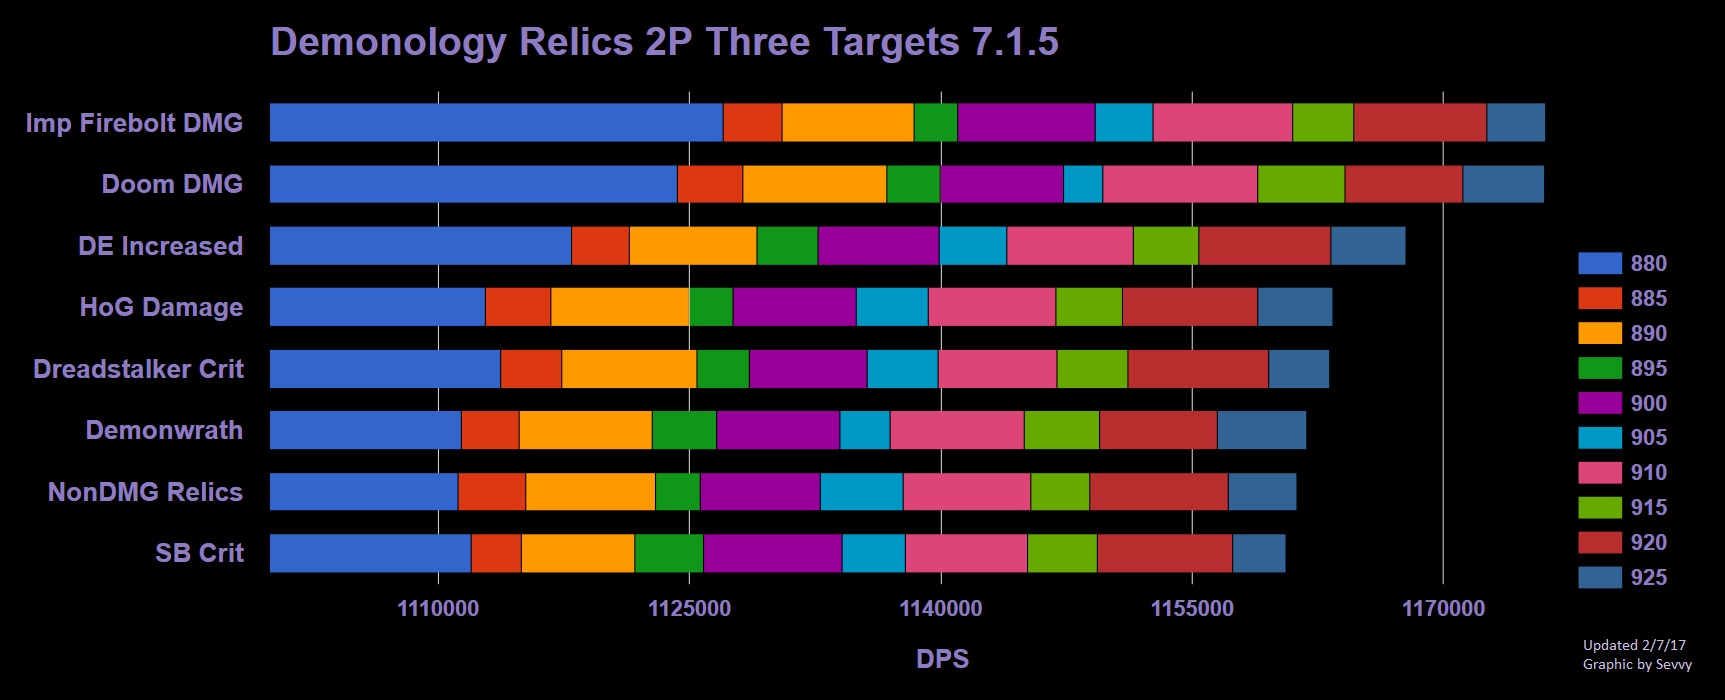 Demonology Relics 2P Three Targets 7.1.5
Imp Firebolt DMG
Doom DMG
DE Increased
HoG Damage
Dreadstalker Crit
Demonwrath
NonDMG Relics
SB Crit
1110000 1125000 1140000 1155000 1170000
DPS
880
885
890
895
900
905
910
915
920
925
Updated 2/7/17
Graphic by Sevvy